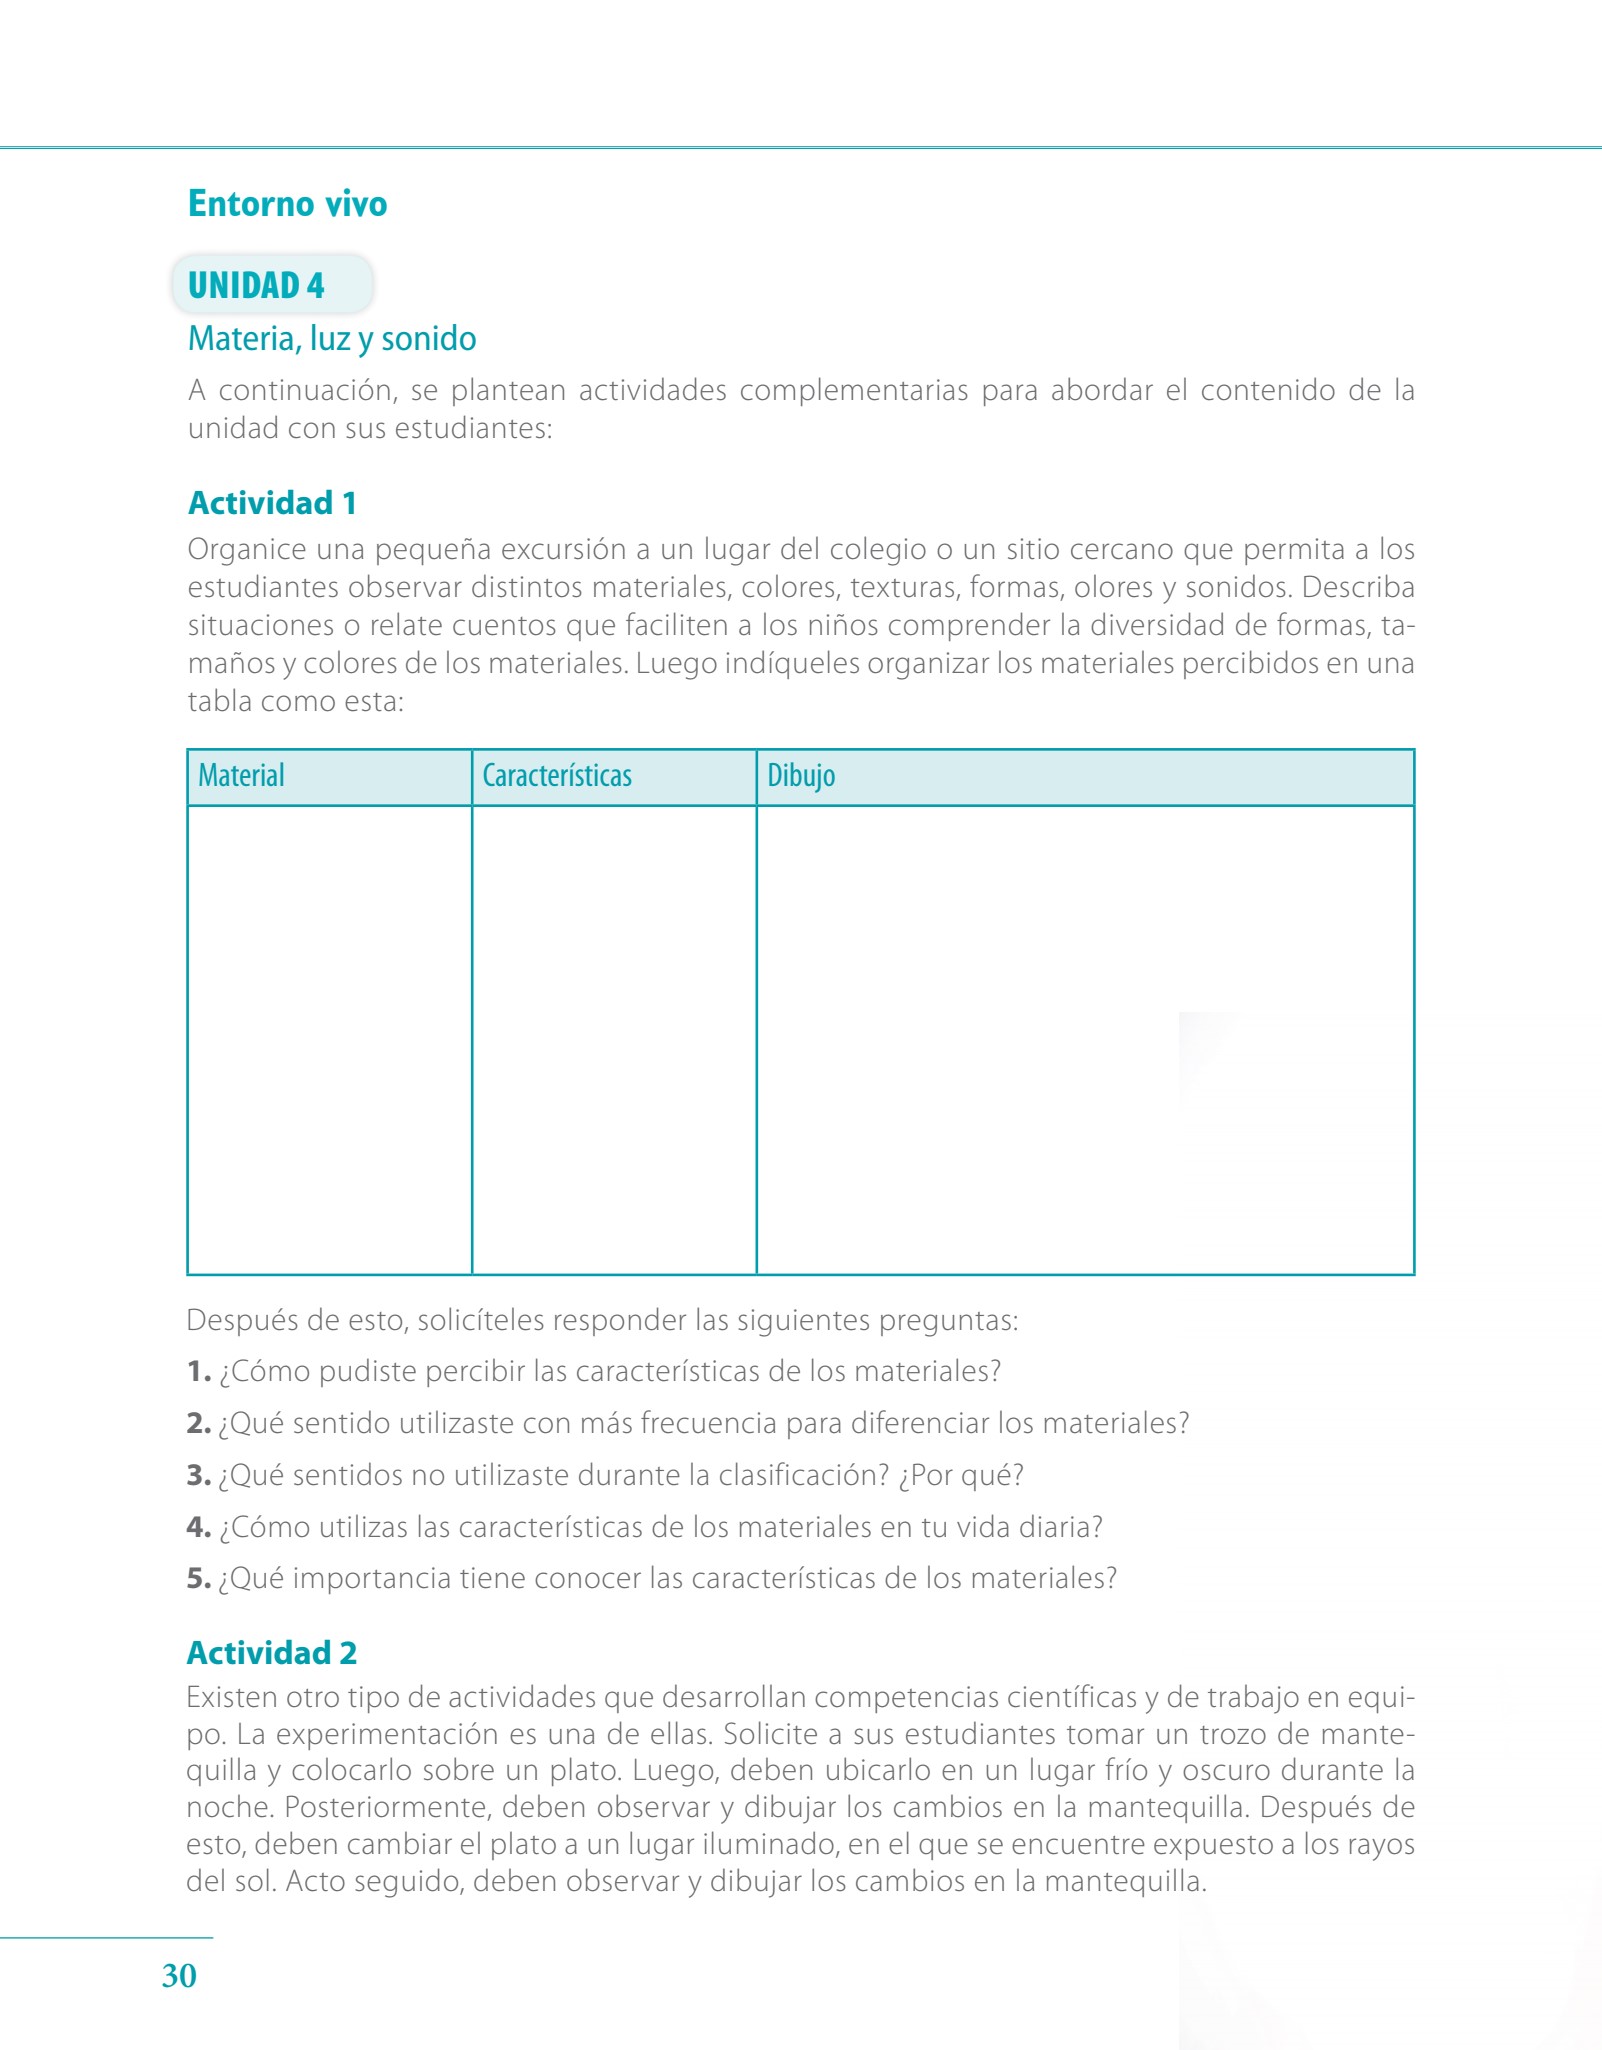 Entorno vivo
UNIDAD 4
Materia, luz y sonido
A continuación, se plantean actividades complementarias para abordar el contenido de la
unidad con sus estudiantes:
Actividad 1
Organice una pequeña excursión a un lugar del colegio o un sitio cercano que permita a los
estudiantes observar distintos materiales, colores, texturas, formas, olores y sonidos. Describa
situaciones o relate cuentos que faciliten a los niños comprender la diversidad de formas, ta-
maños y colores de los materiales. Luego indíqueles organizar los materiales percibidos en una
tabla como esta:
Material Características Dibujo
Después de esto, solicíteles responder las siguientes preguntas:
1. ¿Cómo pudiste percibir las características de los materiales?
2. ¿Qué sentido utilizaste con más frecuencia para diferenciar los materiales?
3. ¿Qué sentidos no utilizaste durante la clasificación? ¿Por qué?
4. ¿Cómo utilizas las características de los materiales en tu vida diaria?
5. ¿Qué importancia tiene conocer las características de los materiales?
Actividad 2
Existen otro tipo de actividades que desarrollan competencias científicas y de trabajo en equi-
po. La experimentación es una de ellas. Solicite a sus estudiantes tomar un trozo de mante-
quilla y colocarlo sobre un plato. Luego, deben ubicarlo en un lugar frío y oscuro durante la
noche. Posteriormente, deben observar y dibujar los cambios en la mantequilla. Después de
esto, deben cambiar el plato a un lugar iluminado, en el que se encuentre expuesto a los rayos
del sol. Acto seguido, deben observar y dibujar los cambios en la mantequilla.
30